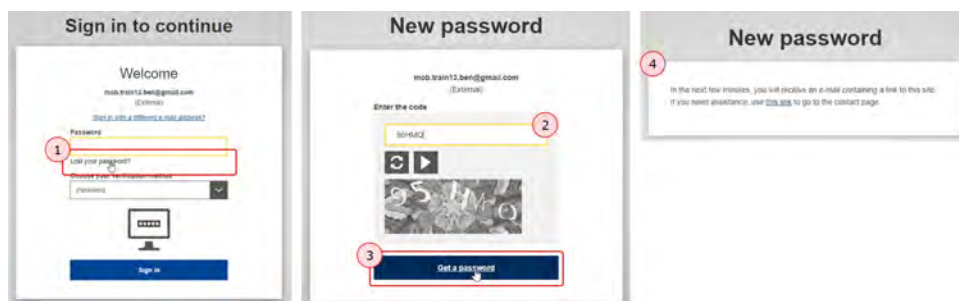 Sign in to continue
Welcome
mob.train12.ben@gmail.com
(External)
Sign in with a different e-mail address?
Password
1
Lost your password?
Choose your verification method
Password
Sign in
New password
mob.train12.ben@gmail.com
(External)
Enter the code
95HMQ
2
95 HMQ
3
Get a password
New password
4
In the next few minutes, you will receive an e-mail containing a link to this site.
If you need assistance, use this link to go to the contact page.